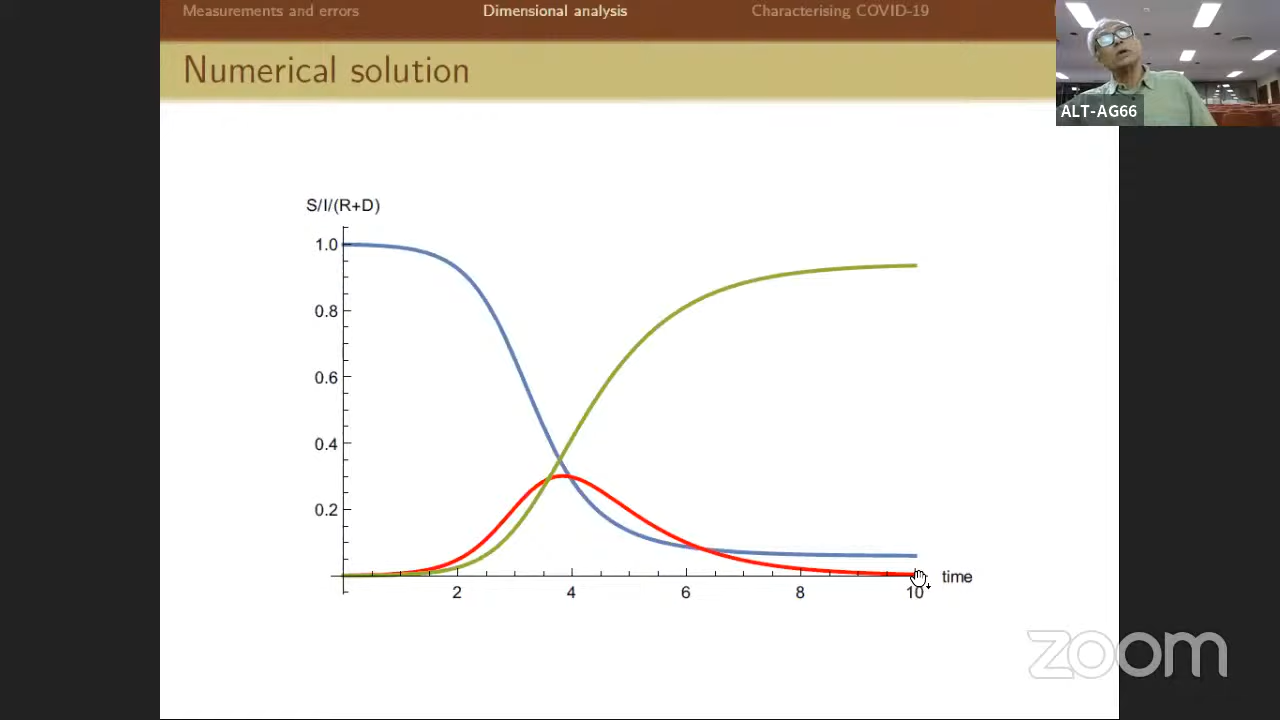 Measurements and errors Dimensional analysis Characterising COVID-19
Numerical solution
ALT-AG66
S/I/(R+D)
1.0
0.8
0.6
0.4
0.2
2 4 6 8 10
time
zoom